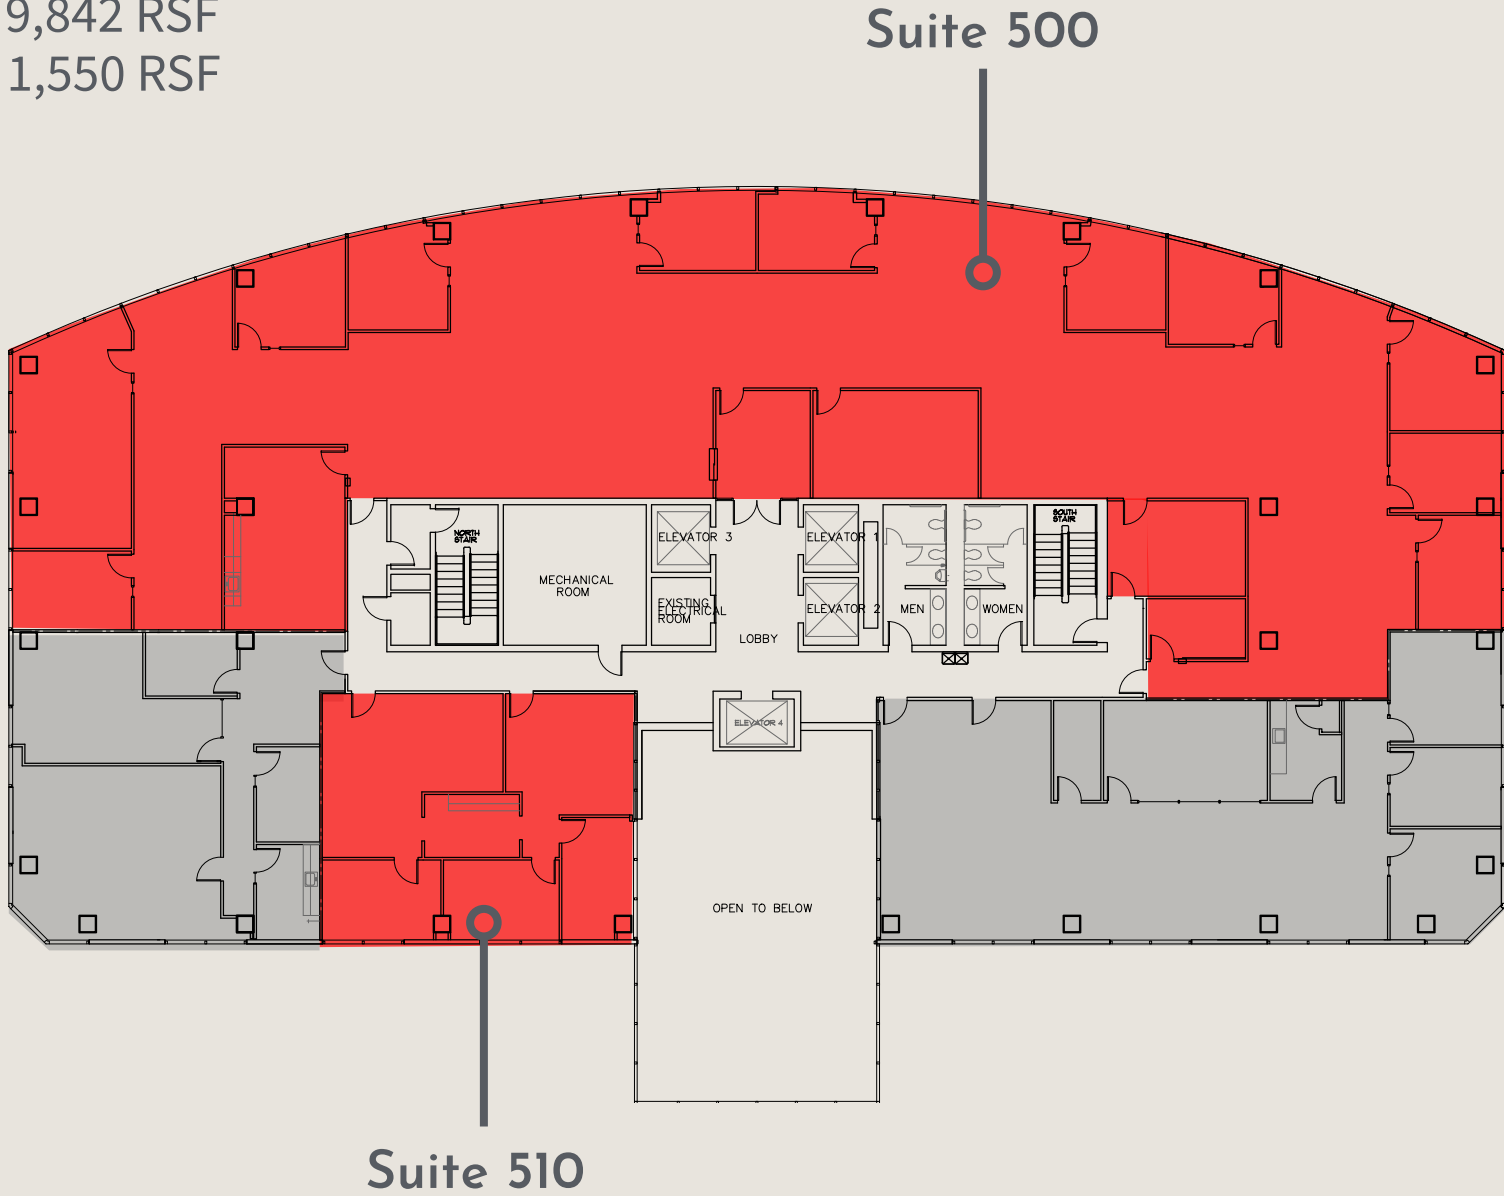 9,842 RSF
1,550 RSF
Suite 500
NORTH
STAIR
MECHANICAL
ROOM
ELEVATOR 3
EXISTING
ELECTRICAL
ROOM
LOBBY
ELEVATOR 1
ELEVATOR 2
MEN
WOMEN
SOUTH
STAIR
ELEVATOR 4
OPEN TO BELOW
Suite 510